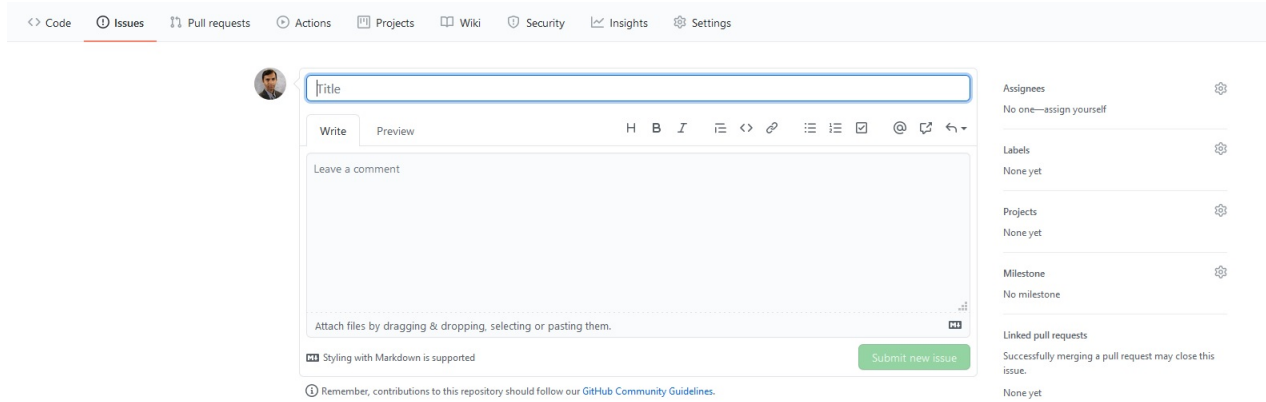 Code Issues Pull requests Actions Projects Wiki Security Insights Settings
Title
Write Preview H B I @
Leave a comment
Attach files by dragging & dropping, selecting or pasting them.
Styling with Markdown is supported
Submit new issue
Remember, contributions to this repository should follow our GitHub Community Guidelines.
Assignees
No one—assign yourself
Labels
None yet
Projects
None yet
Milestone
No milestone
Linked pull requests
Successfully merging a pull request may close this
issue.
None yet